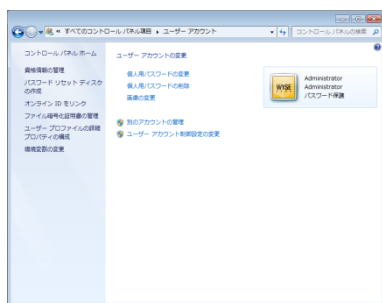 « すべてのコントロール パネル項目 ▸ ユーザー アカウント
コントロール パネルの検索
コントロール パネル ホーム
資格情報の管理
パスワード リセット ディスク
の作成
オンライン ID をリンク
ファイル暗号化証明書の管理
ユーザー プロファイルの詳細
プロパティの構成
環境変数の変更
ユーザー アカウントの変更
個人用パスワードの変更
個人用パスワードの削除
画像の変更
別のアカウントの管理
ユーザー アカウント制御設定の変更
WYSE
Administrator
Administrator
パスワード保護